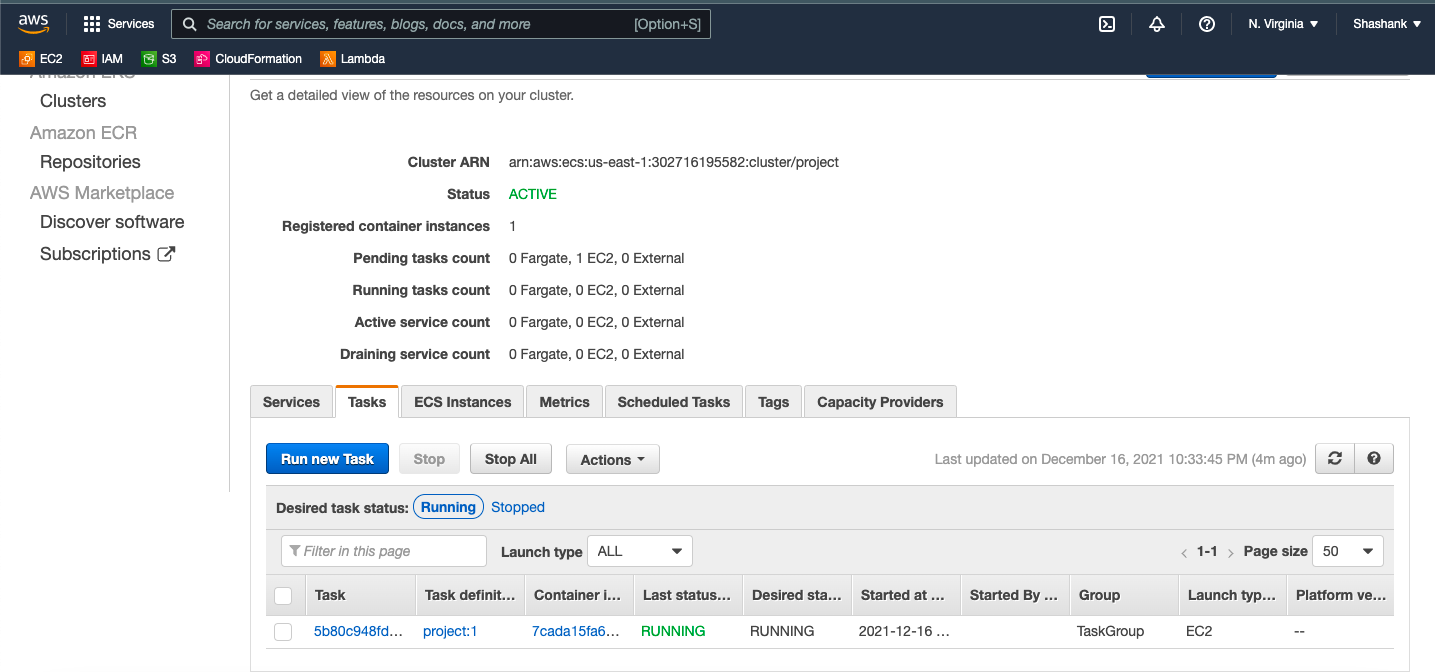 aws
Services
Search for services, features, blogs, docs, and more [Option+S]
N. Virginia
Shashank
EC2 IAM S3 CloudFormation Lambda
Clusters
Amazon ECR
Repositories
AWS Marketplace
Discover software
Subscriptions
Get a detailed view of the resources on your cluster.
Cluster ARN arn:aws:ecs:us-east-1:302716195582:cluster/project
Status ACTIVE
Registered container instances 1
Pending tasks count 0 Fargate, 1 EC2, 0 External
Running tasks count 0 Fargate, 0 EC2, 0 External
Active service count 0 Fargate, 0 EC2, 0 External
Draining service count 0 Fargate, 0 EC2, 0 External
Services Tasks ECS Instances Metrics Scheduled Tasks Tags Capacity Providers
Run new Task Stop Stop All Actions Last updated on December 16, 2021 10:33:45 PM (4m ago)
Desired task status: Running Stopped
Filter in this page Launch type ALL 1-1 Page size 50
Task Task definit... Container i... Last status... Desired sta... Started at ... Started By ... Group Launch typ... Platform ve...
5b80c948fd... project:1 7cada15fa6... RUNNING RUNNING 2021-12-16 ... TaskGroup EC2 --